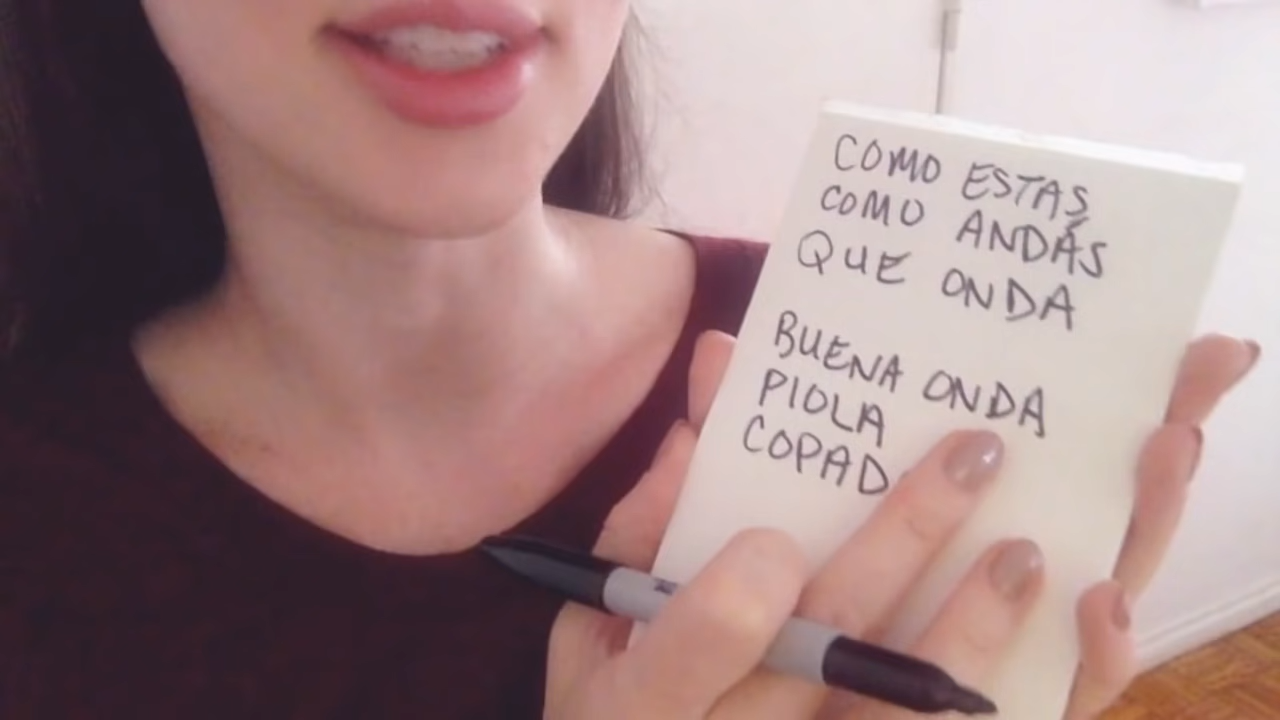 COMO ESTAS
COMO ANDÁS
QUE ONDA
BUENA ONDA
PIOLA
COPAD